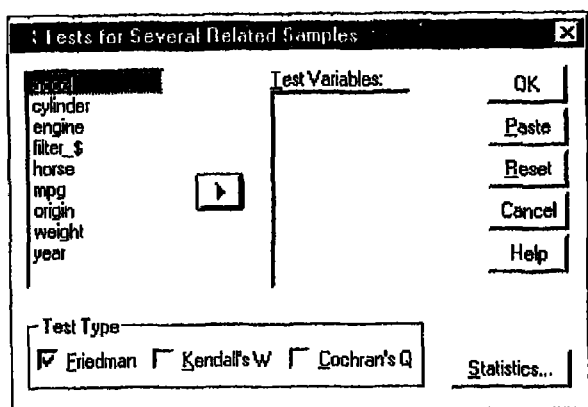 Tests for Several Related Samples
cylinder
engine
filter_$
horse
mpg
origin
weight
year
Test Variables:
OK
Paste
Reset
Cancel
Help
Test Type
Friedman Kendall's W Cochran's Q
Statistics...